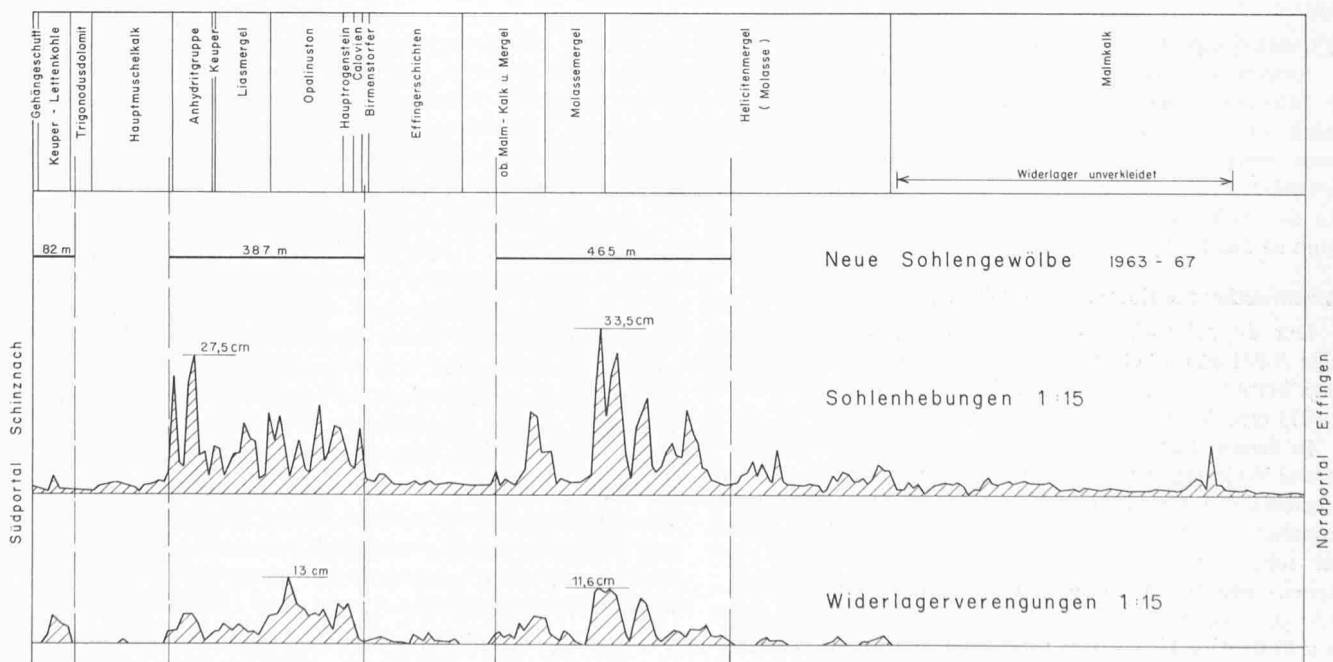 Gehängeschutt
Keuper - Lettenkohle
Trigonodusdolomit
Hauptmuschelkalk
Anhydritgruppe
Keuper
Liasmergel
Opalinuston
Hauptrogenstein
Calovien
Birmenstorfer
Effingerschichten
ob. Malm - Kalk u. Mergel
Molassemergel
Helicitenmergel
( Molasse )
Malmkalk
Widerlager unverkleidet
82 m
387 m
465 m
Neue Sohlengewölbe 1963 - 67
27,5 cm
33,5 cm
Sohlenhebungen 1:15
13 cm
11,6 cm
Widerlagerverengungen 1:15
Südportal Schinznach
Nordportal Effingen